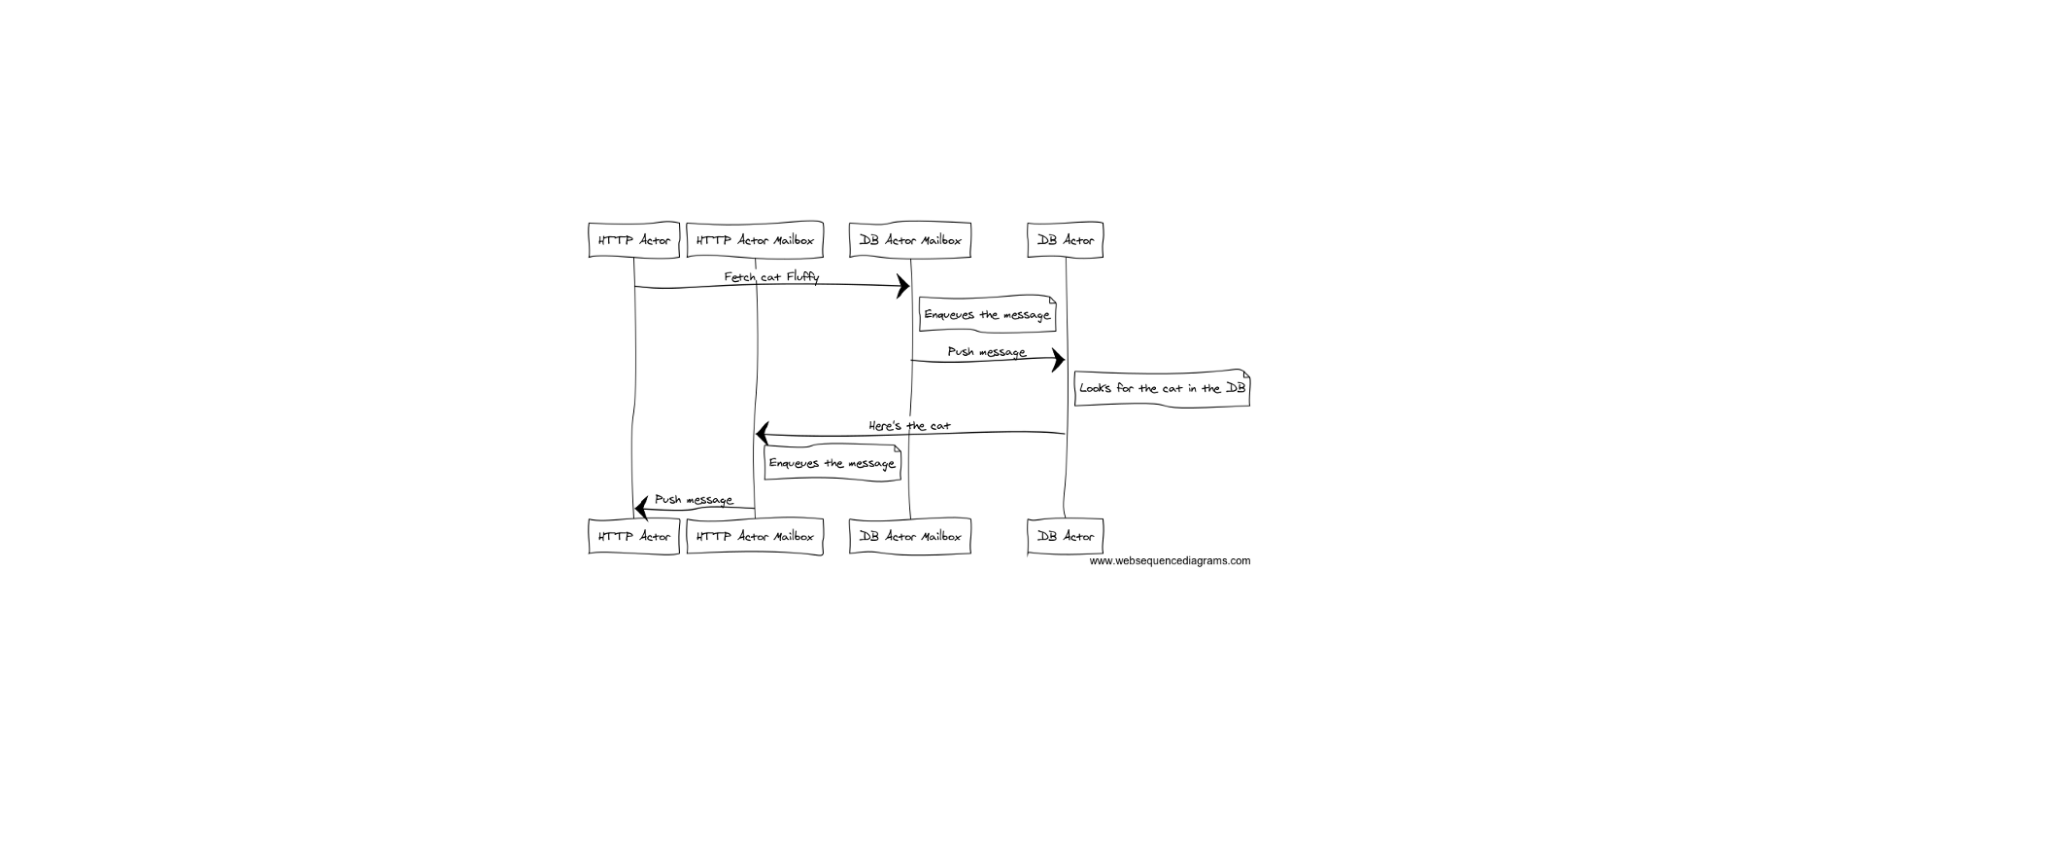 HTTP Actor
HTTP Actor Mailbox
DB Actor Mailbox
DB Actor
Fetch cat Fluffy
Enqueues the message
Push message
Looks for the cat in the DB
Here's the cat
Enqueues the message
Push message
HTTP Actor
HTTP Actor Mailbox
DB Actor Mailbox
DB Actor
www.websequencediagrams.com